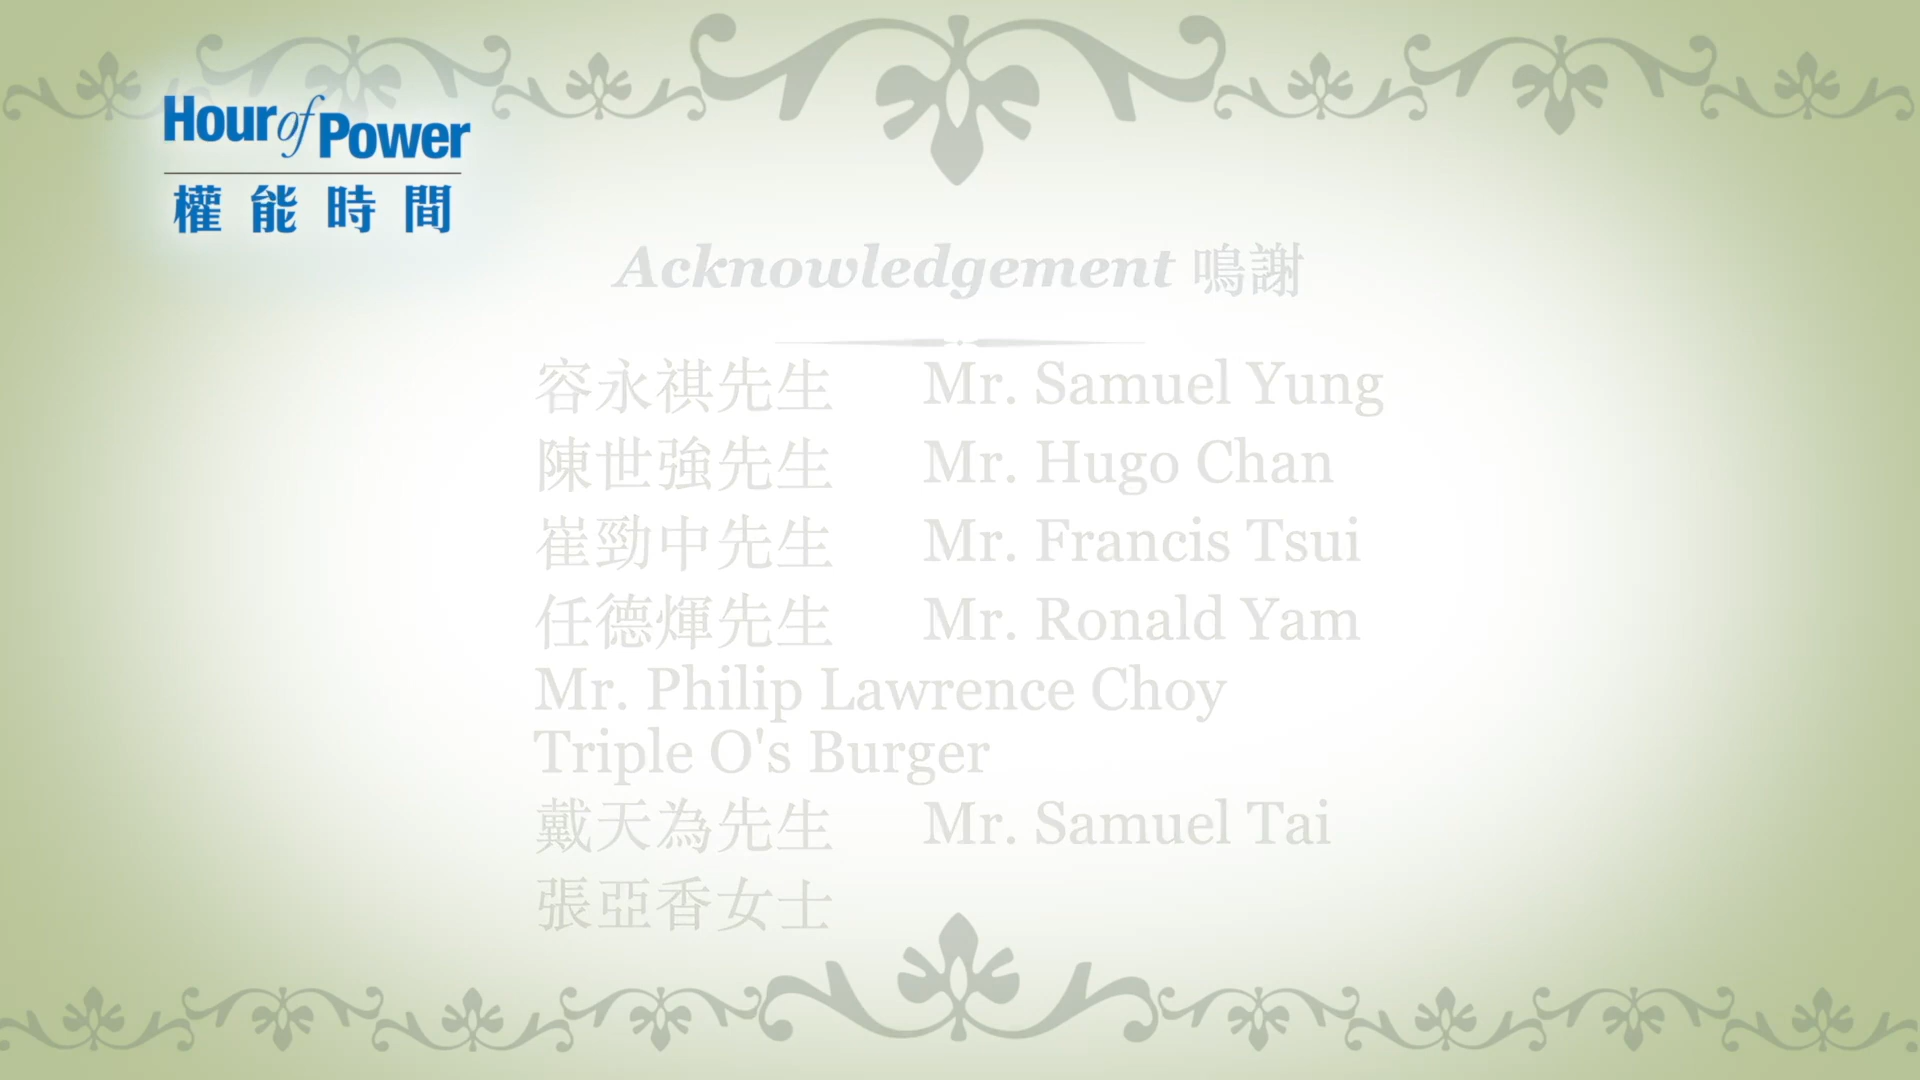 Hour of Power
權能時間
Acknowledgement 鳴謝
容永祺先生 Mr. Samuel Yung
陳世強先生 Mr. Hugo Chan
崔勁中先生 Mr. Francis Tsui
任德煇先生 Mr. Ronald Yam
Mr. Philip Lawrence Choy
Triple O's Burger
戴天為先生 Mr. Samuel Tai
張亞香女士